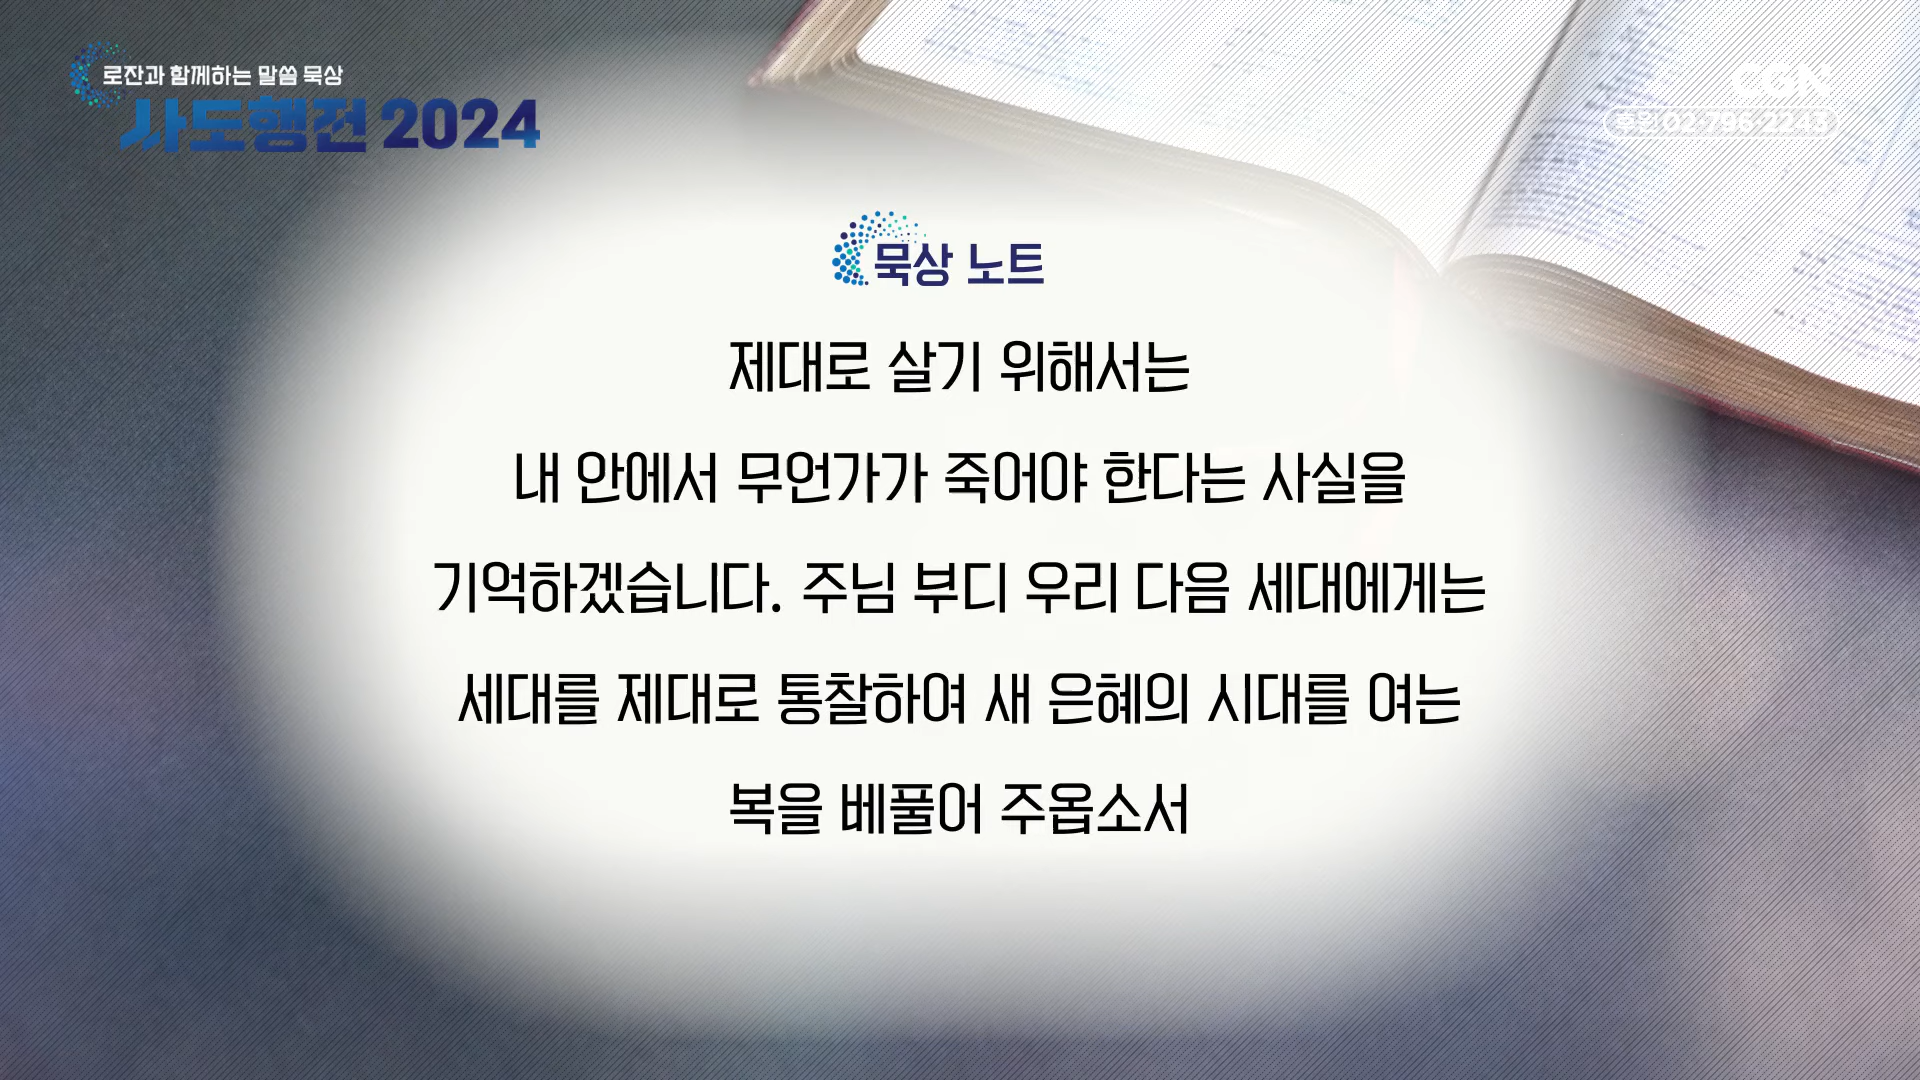 로잔과 함께하는 말씀 묵상
사도행전 2024
CGN
후원 02-796-2243
묵상 노트
제대로 살기 위해서는
내 안에서 무언가가 죽어야 한다는 사실을
기억하겠습니다. 주님 부디 우리 다음 세대에게는
세대를 제대로 통찰하여 새 은혜의 시대를 여는
복을 베풀어 주옵소서